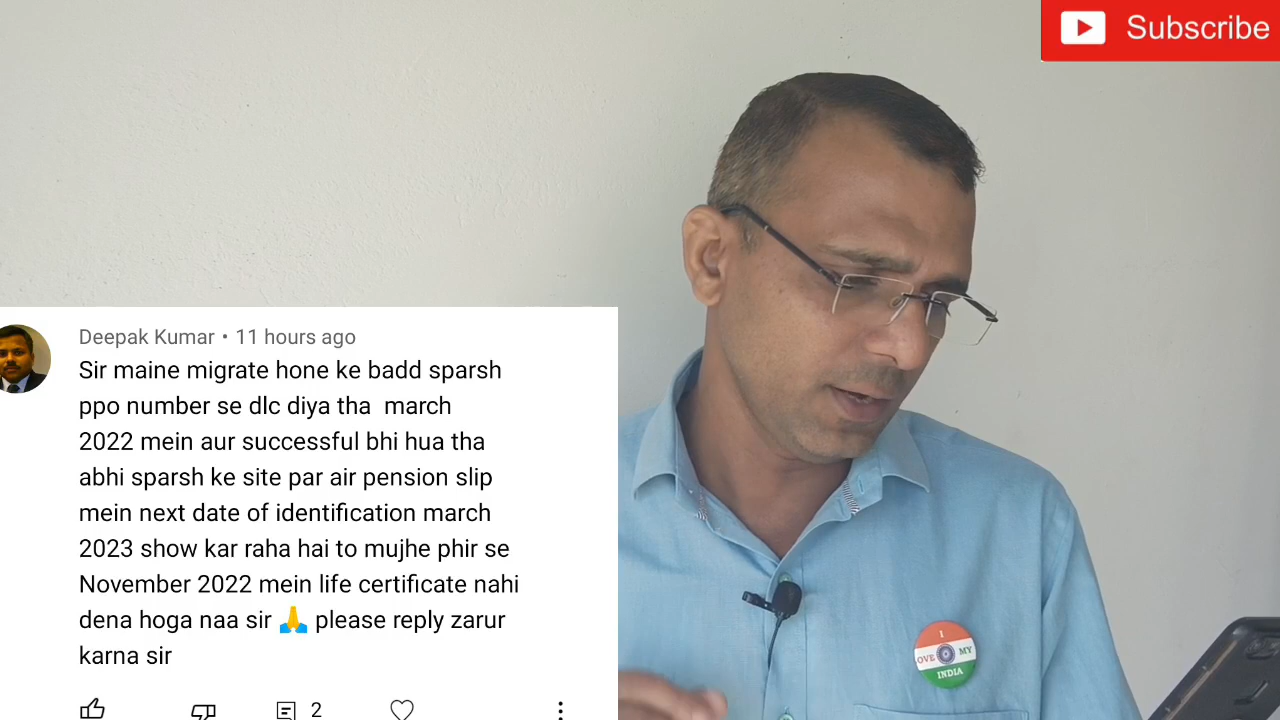 Subscribe
Deepak Kumar • 11 hours ago
Sir maine migrate hone ke badd sparsh
ppo number se dlc diya tha march
2022 mein aur successful bhi hua tha
abhi sparsh ke site par air pension slip
mein next date of identification march
2023 show kar raha hai to mujhe phir se
November 2022 mein life certificate nahi
dena hoga naa sir 🙏 please reply zarur
karna sir
2
I
OVE MY
INDIA